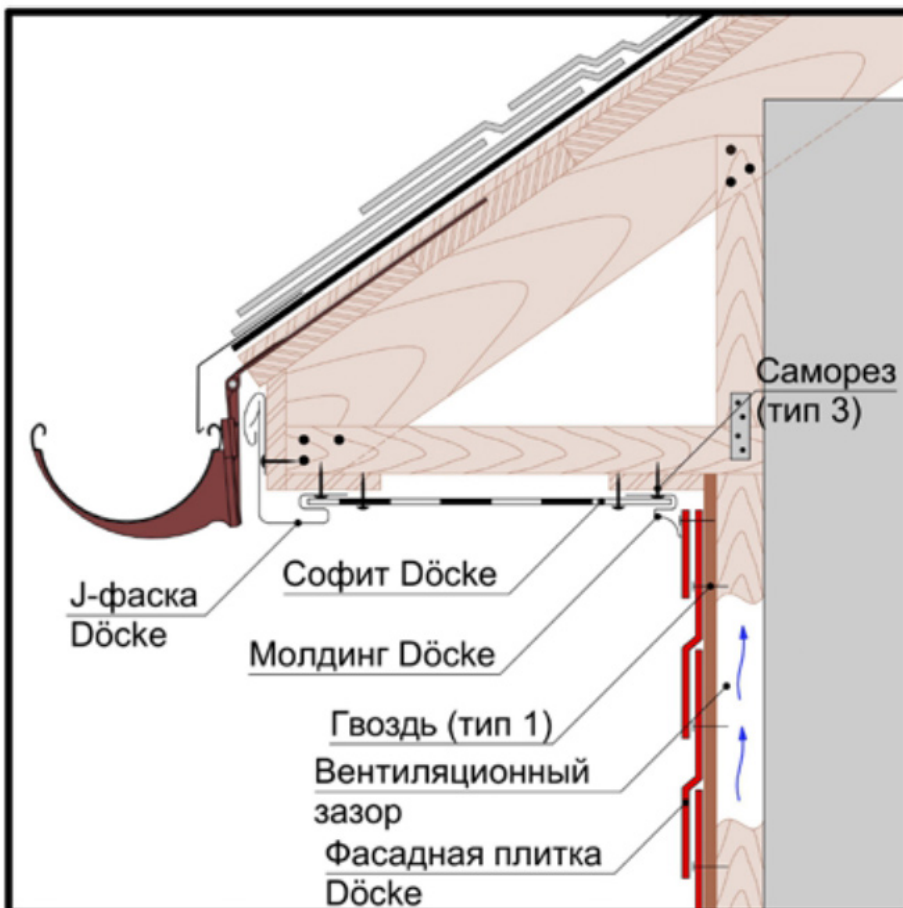 Саморез
(тип 3)
Софит Döcke
J-фаска
Döcke
Молдинг Döcke
Гвоздь (тип 1)
Вентиляционный
зазор
Фасадная плитка
Döcke